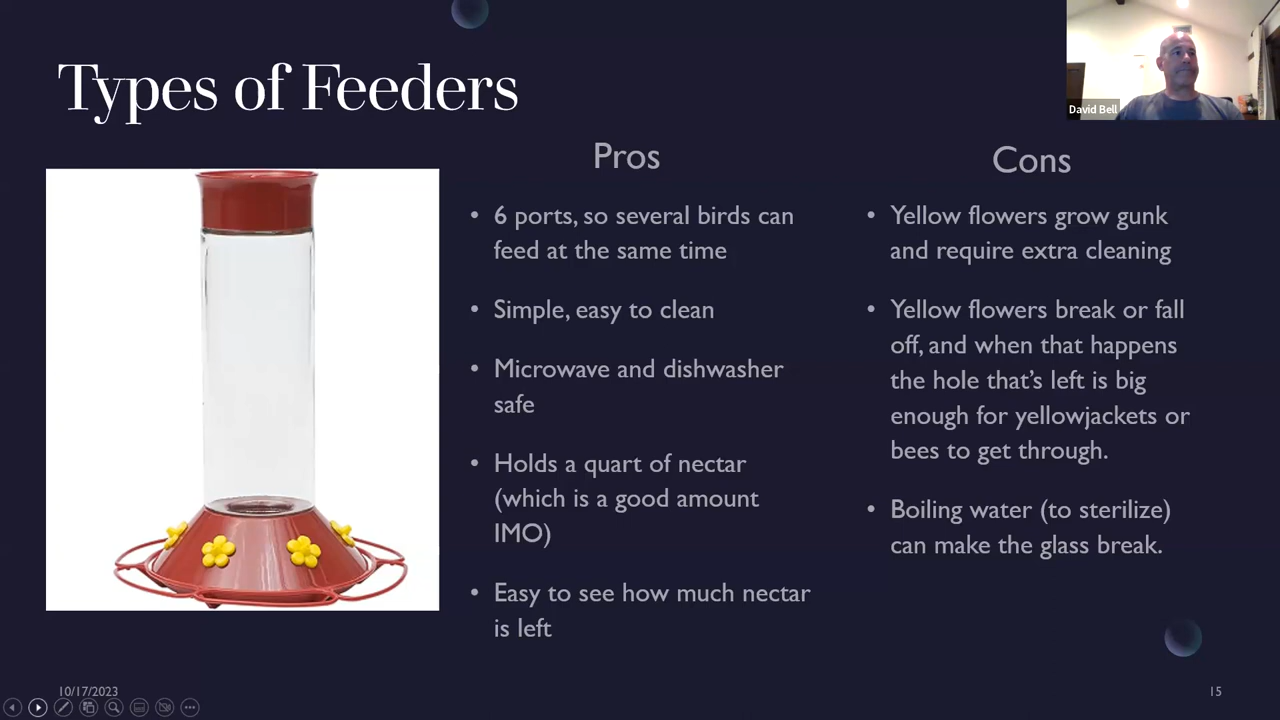 Types of Feeders
David Bell
Pros
6 ports, so several birds can
feed at the same time
Simple, easy to clean
Microwave and dishwasher
safe
Holds a quart of nectar
(which is a good amount
IMO)
Easy to see how much nectar
is left
Cons
Yellow flowers grow gunk
and require extra cleaning
Yellow flowers break or fall
off, and when that happens
the hole that’s left is big
enough for yellowjackets or
bees to get through.
Boiling water (to sterilize)
can make the glass break.
10/17/2023
15